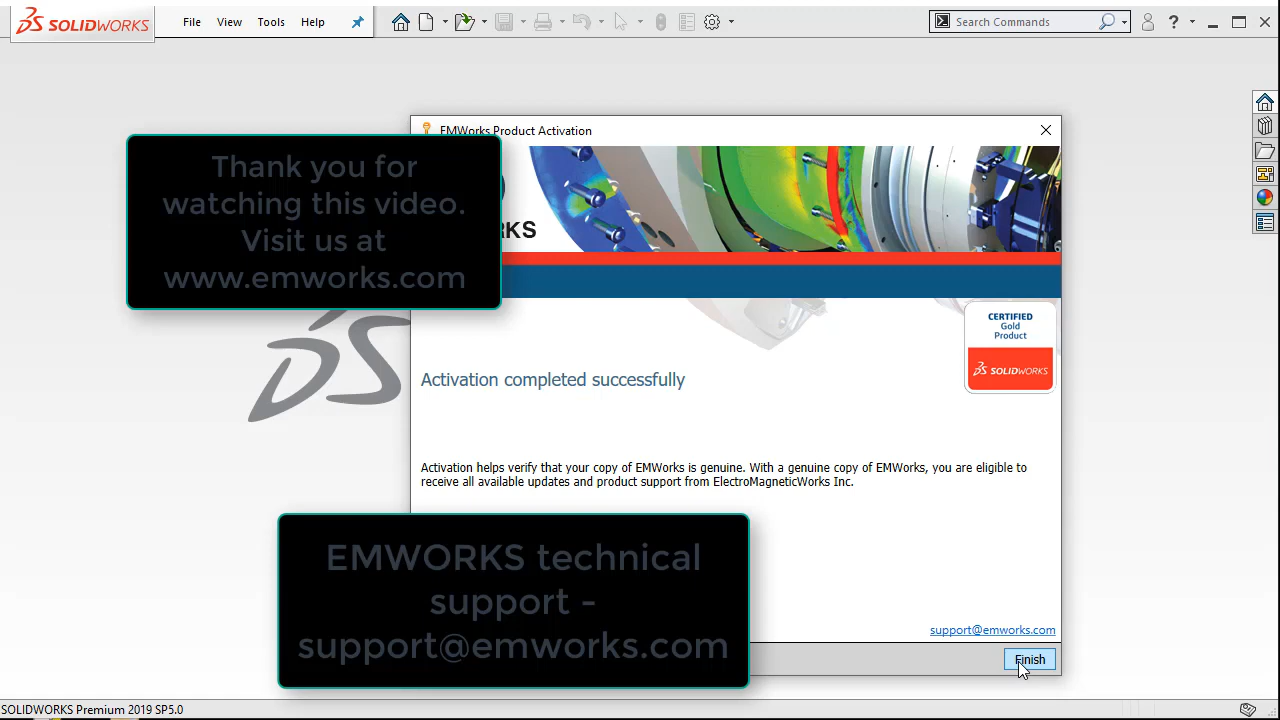 SOLIDWORKS
File View Tools Help
Search Commands
?
EMWorks Product Activation
Thank you for
watching this video.
Visit us at
www.emworks.com
RKS
CERTIFIED
Gold
Product
SOLIDWORKS
Activation completed successfully
Activation helps verify that your copy of EMWorks is genuine. With a genuine copy of EMWorks, you are eligible to
receive all available updates and product support from ElectroMagneticWorks Inc.
EMWORKS technical
support -
support@emworks.com
support@emworks.com
Finish
SOLIDWORKS Premium 2019 SP5.0